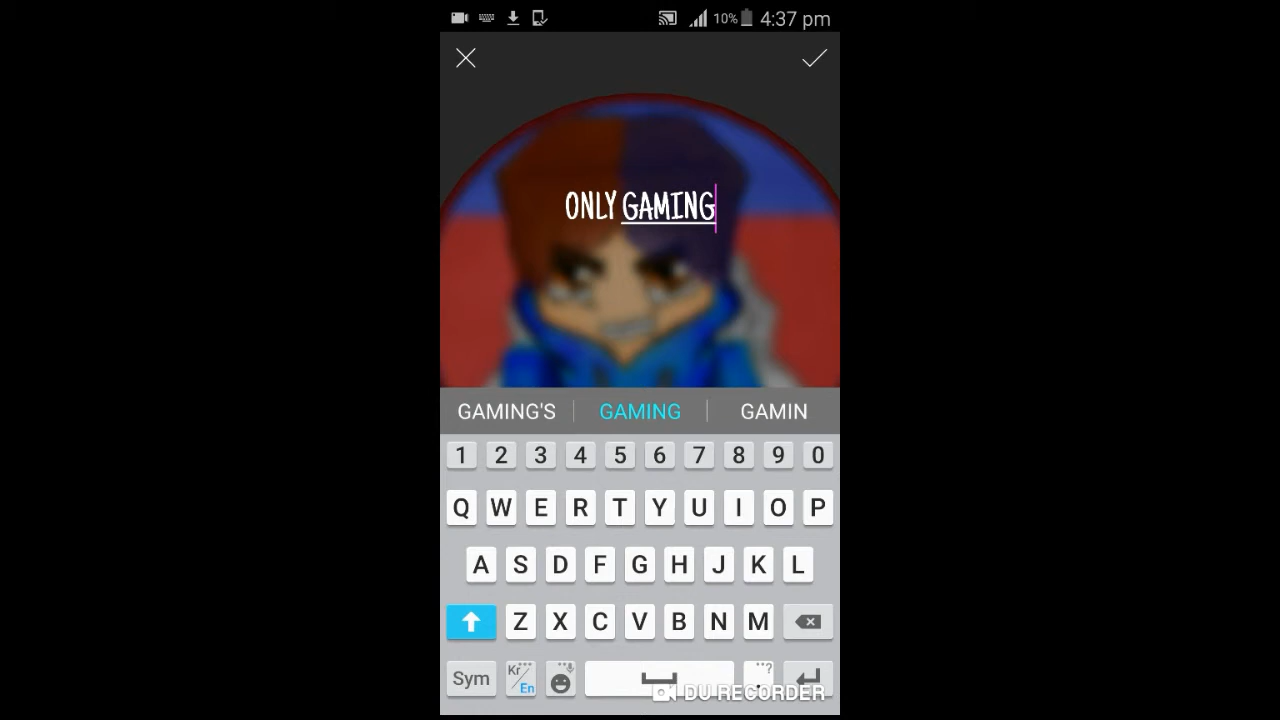 10% 4:37 pm
ONLY GAMING
GAMING'S GAMING GAMIN
1 2 3 4 5 6 7 8 9 0
Q W E R T Y U I O P
A S D F G H J K L
Z X C V B N M
Sym Kr/En . ...?
DU RECORDER